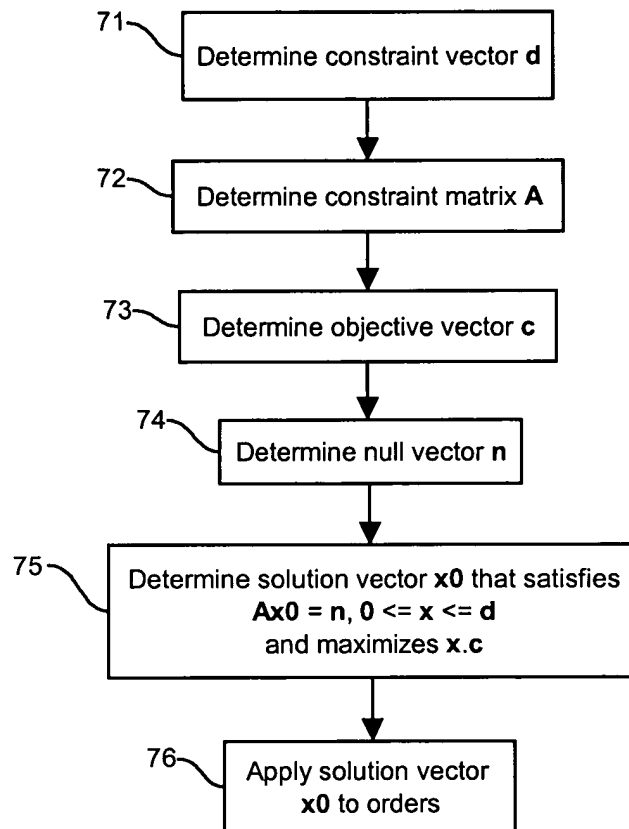 71
Determine constraint vector d
72
Determine constraint matrix A
73
Determine objective vector c
74
Determine null vector n
75
Determine solution vector x0 that satisfies
Ax0 = n, 0 <= x <= d
and maximizes x.c
76
Apply solution vector
x0 to orders